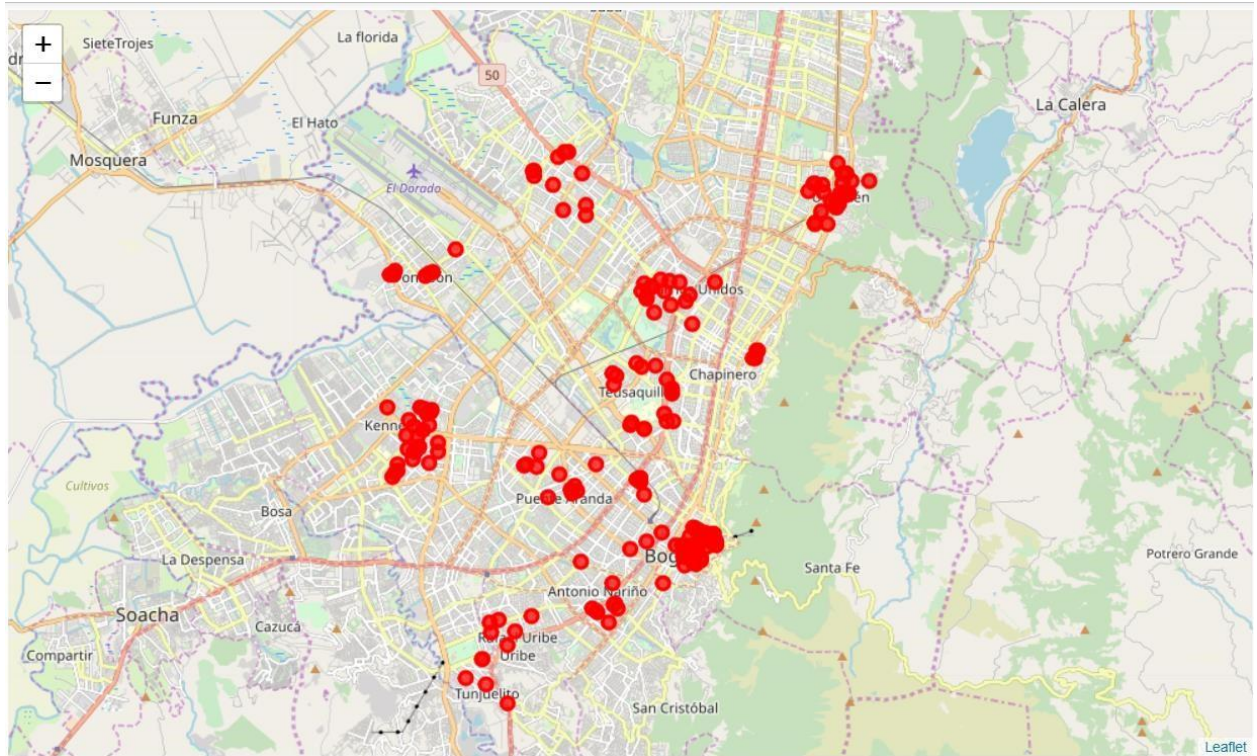 +
−
La florida
SieteTrojes
50
Funza
El Hato
La Calera
Mosquera
El Dorado
Unidos
Chapinero
Teusaquillo
Cultivos
Bosa
Puente Aranda
La Despensa
Santa Fe
Potrero Grande
Antonio Nariño
Soacha
Cazucá
Rafael Uribe
Uribe
Compartir
Tunjuelito
San Cristóbal
Leaflet